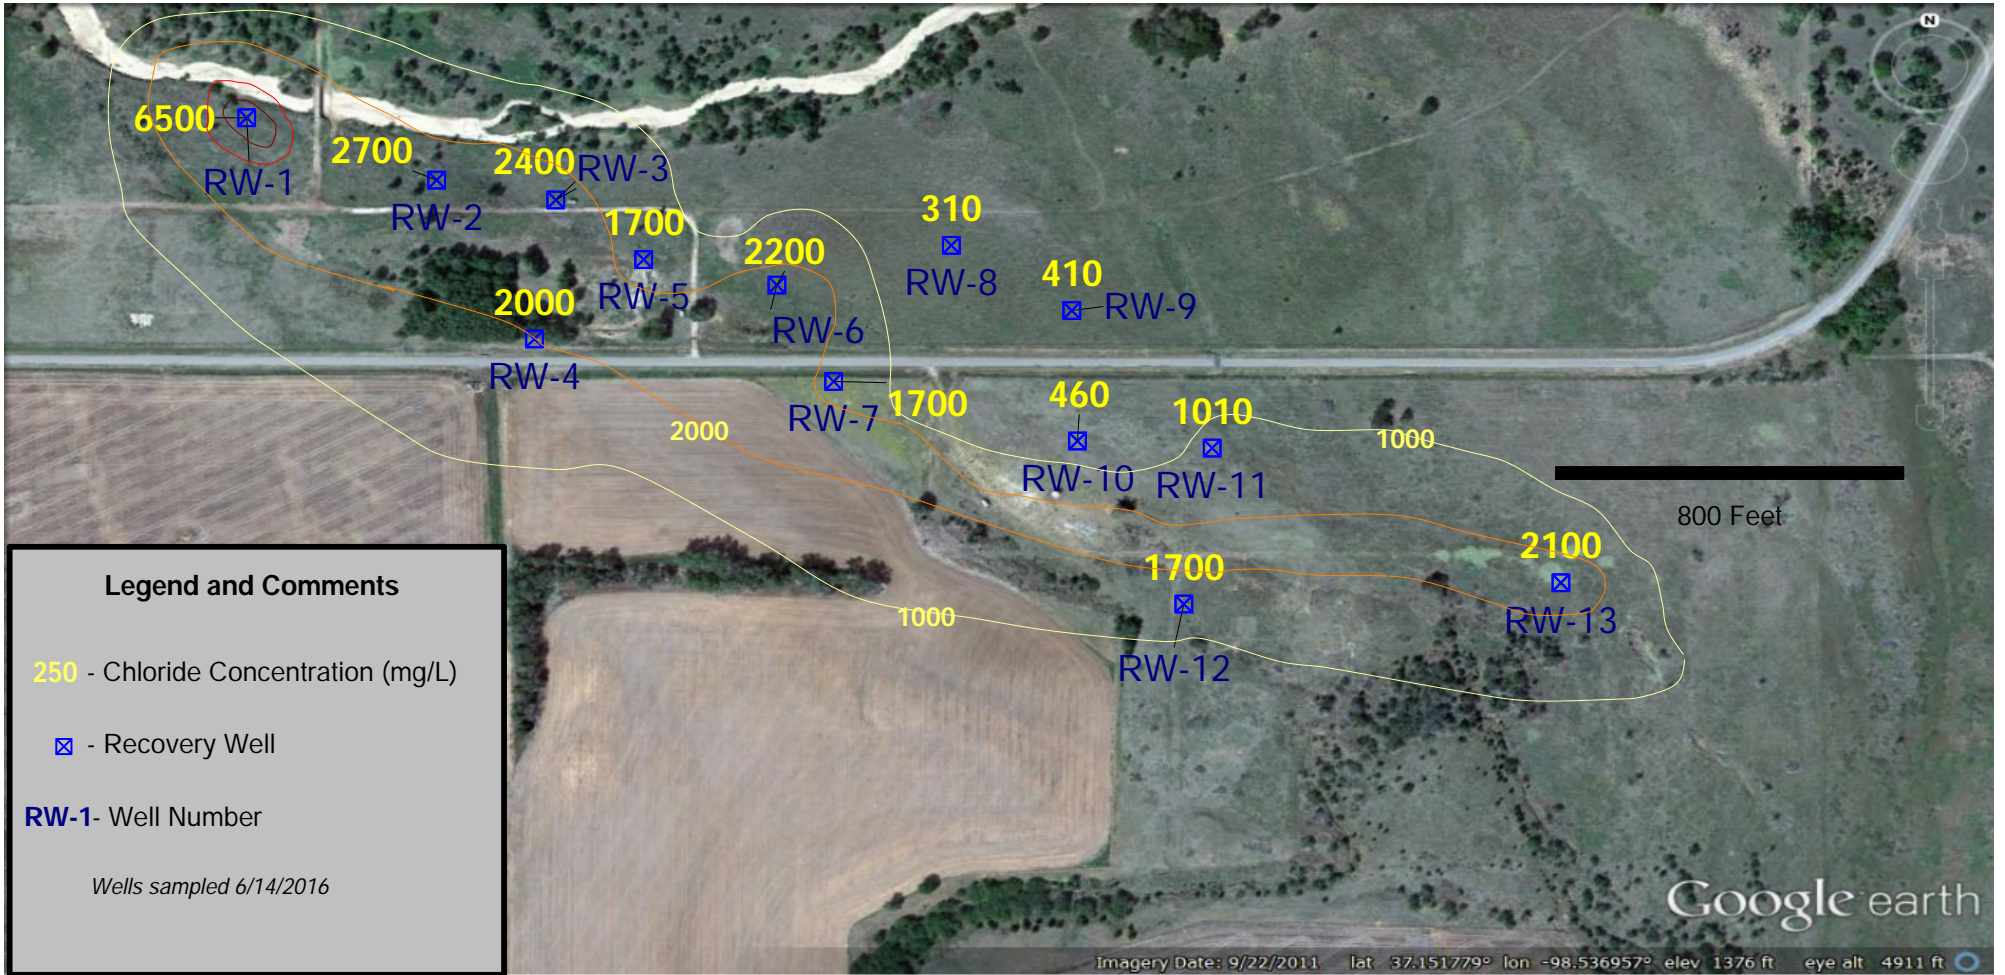 N
6500
RW-1
2700
RW-2
2400
RW-3
1700
RW-5
2200
RW-6
310
RW-8
410
RW-9
2000
RW-4
RW-7
1700
2000
460
RW-10
1010
RW-11
1000
800 Feet
2100
RW-13
1700
RW-12
1000
Legend and Comments
250 - Chloride Concentration (mg/L)
- Recovery Well
RW-1- Well Number
Wells sampled 6/14/2016
Google earth
Imagery Date: 9/22/2011 lat 37.151779° lon -98.536957° elev 1376 ft eye alt 4911 ft